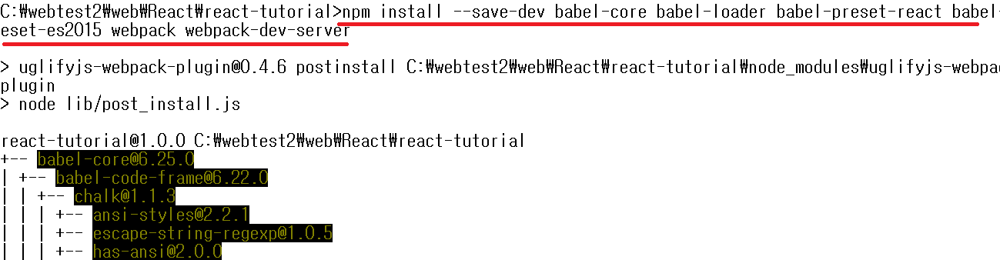 C:₩webtest2₩web₩React₩react-tutorial>npm install --save-dev babel-core babel-loader babel-preset-react babel-
eset-es2015 webpack webpack-dev-server
> uglifyjs-webpack-plugin@0.4.6 postinstall C:₩webtest2₩web₩React₩react-tutorial₩node_modules₩uglifyjs-webpac
plugin
> node lib/post_install.js
react-tutorial@1.0.0 C:₩webtest2₩web₩React₩react-tutorial
+-- babel-core@6.25.0
| +-- babel-code-frame@6.22.0
| | +-- chalk@1.1.3
| | | +-- ansi-styles@2.2.1
| | | +-- escape-string-regexp@1.0.5
| | | +-- has-ansi@2.0.0